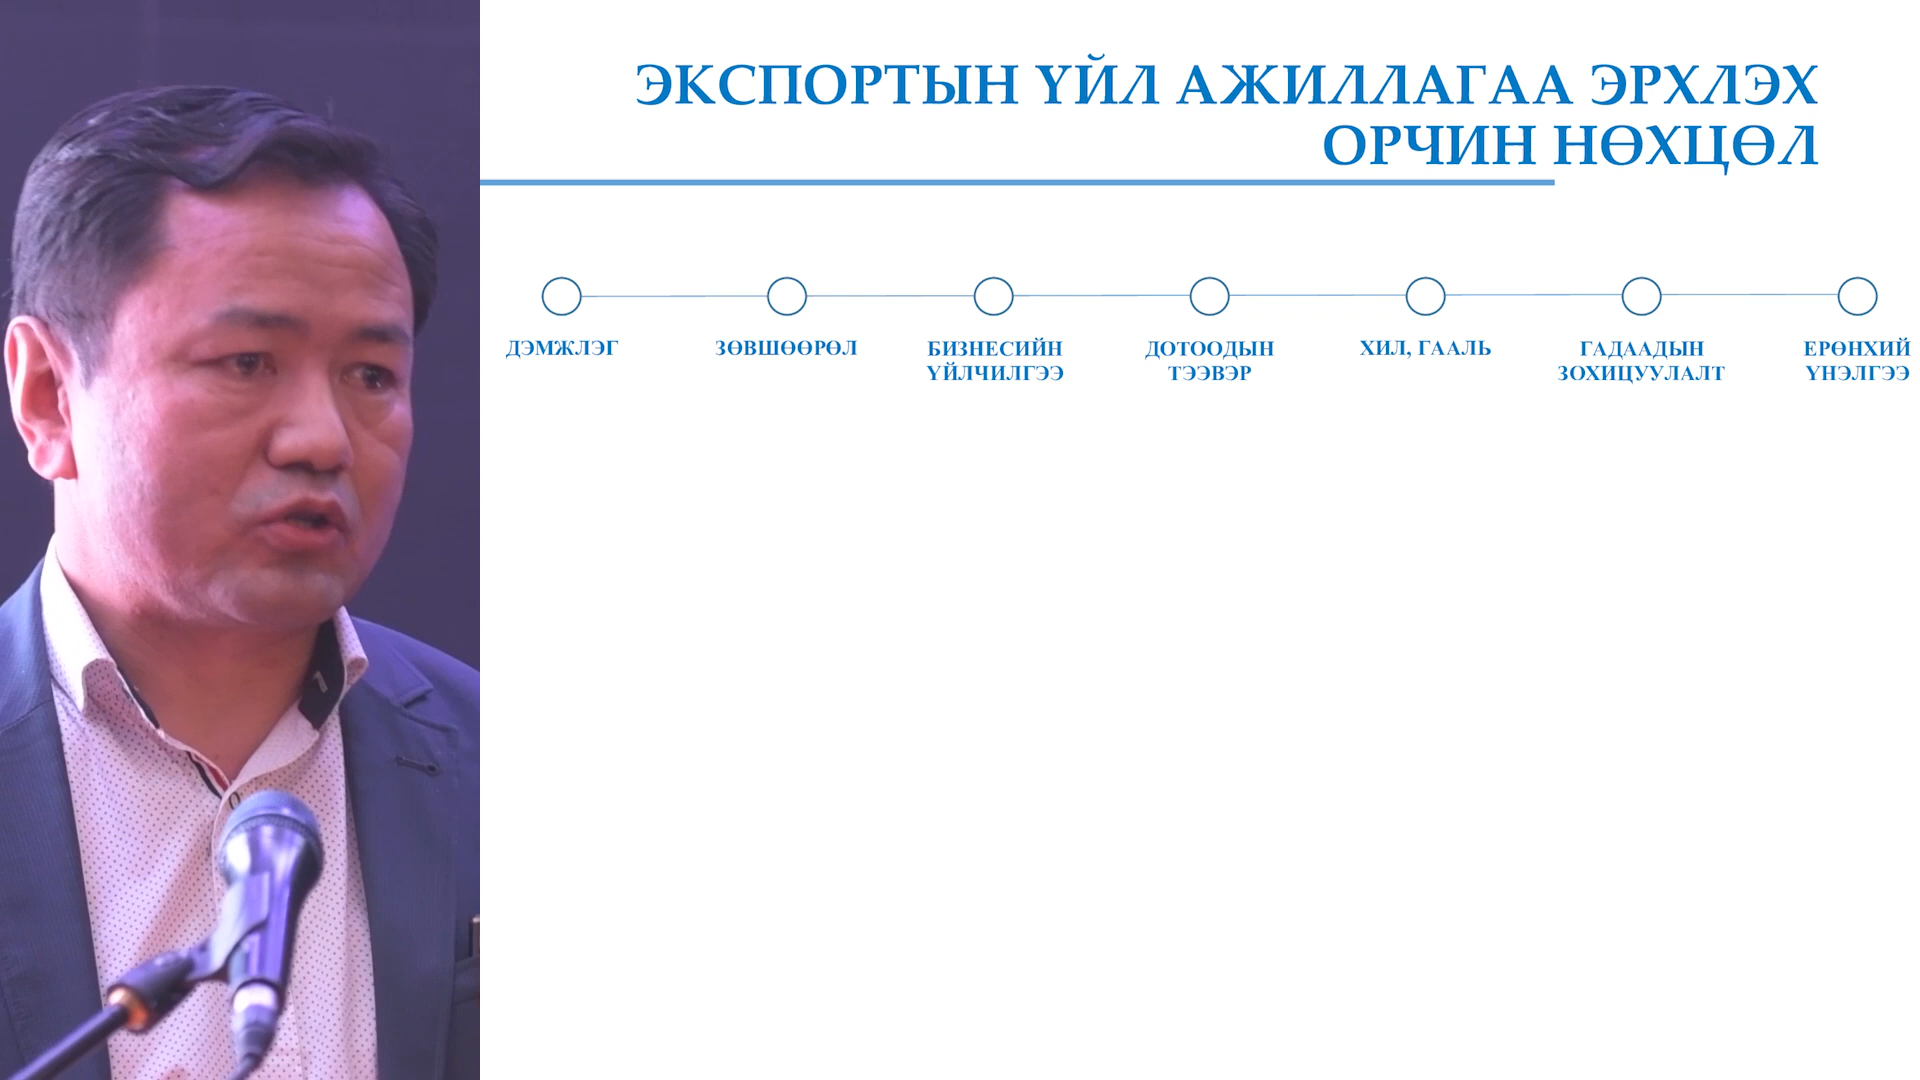 ЭКСПОРТЫН ҮЙЛ АЖИЛЛАГАА ЭРХЛЭХ
ОРЧИН НӨХЦӨЛ
ДЭМЖЛЭГ
ЗӨВШӨӨРӨЛ
БИЗНЕСИЙН
ҮЙЛЧИЛГЭЭ
ДОТООДЫН
ТЭЭВЭР
ХИЛ, ГААЛЬ
ГАДААДЫН
ЗОХИЦУУЛАЛТ
ЕРӨНХИЙ
ҮНЭЛГЭЭ